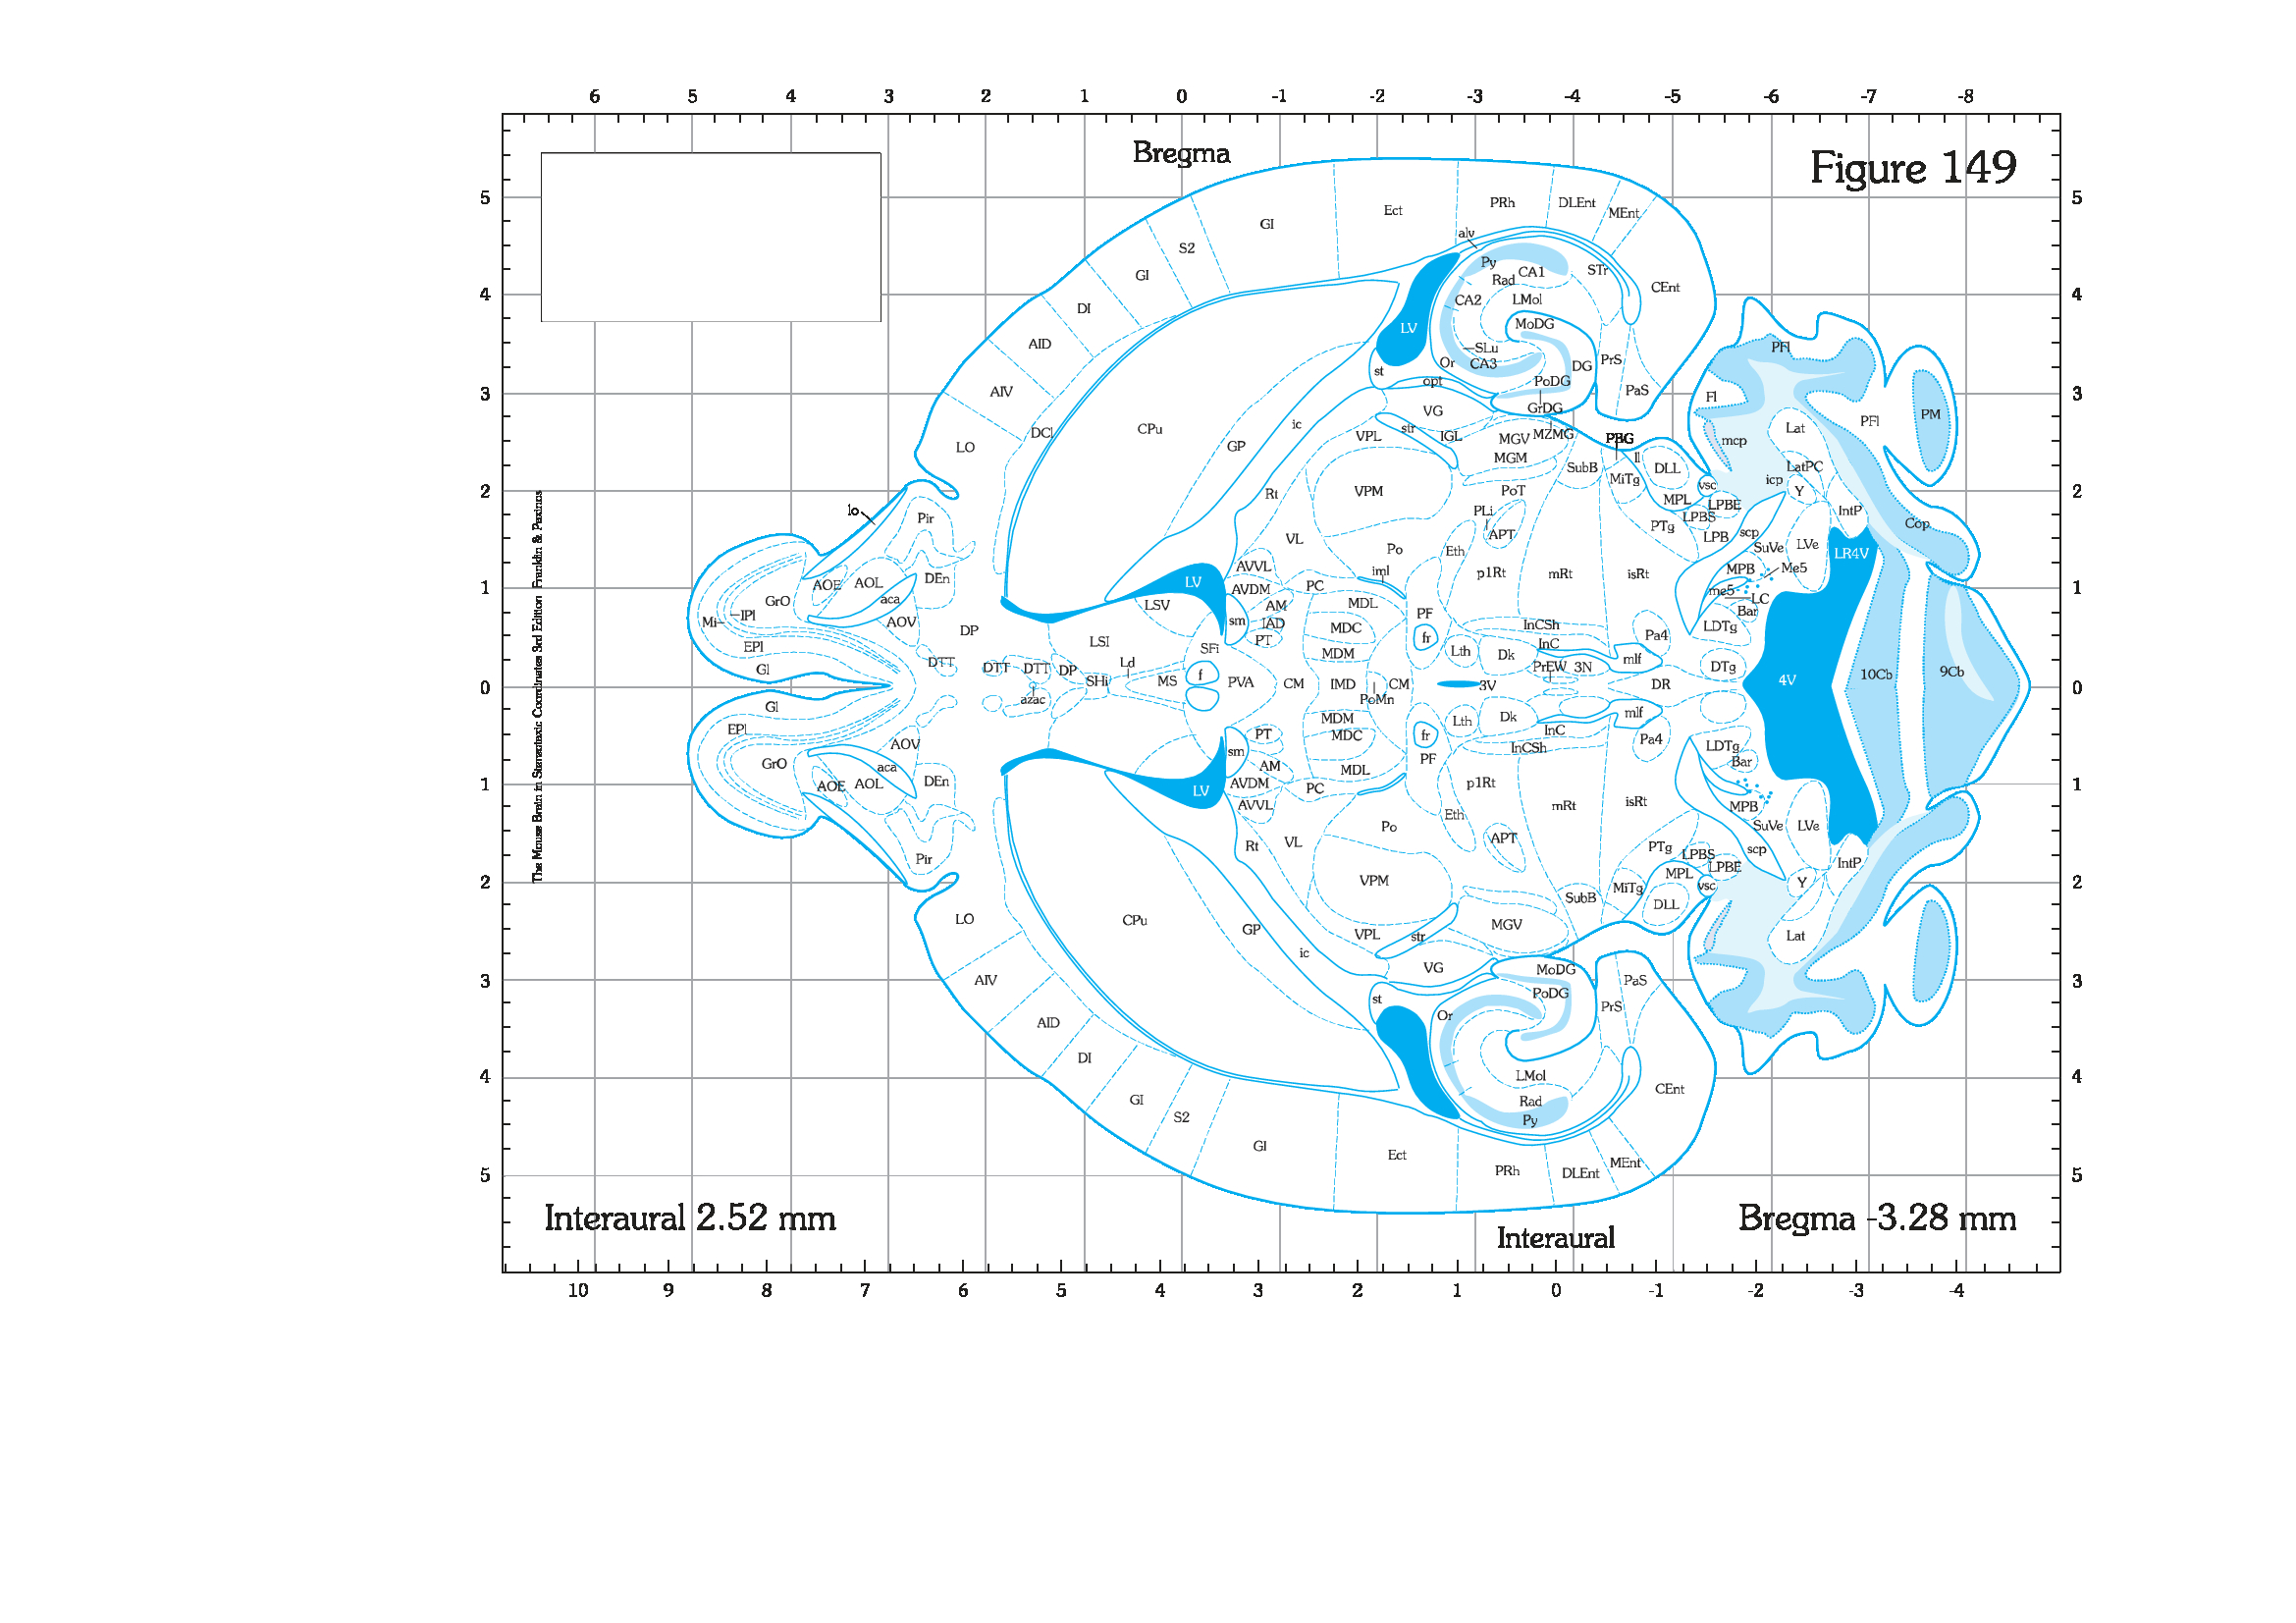 6 5 4 3 2 1 0 -1 -2 -3 -4 -5 -6 -7 -8
Bregma
Figure 149
5 5
4 4
3 3
2 2
1 1
0 0
1 1
2 2
3 3
4 4
5 5
The Mouse Brain in Stereotaxic Coordinates 3rd Edition Franklin & Paxinos
PRh DLEnt
Ect MEnt
GI
alv
S2
Py CA1 STr
GI Rad CEnt
CA2 LMol
DI
MoDG
LV
AID SLu PFl
Or CA3 DG PrS
st
opt PoDG PaS
AIV Fl
VG GrDG PM
CPu str PFl
DCl VPL IGL MGV MZMG Lat
LO GP ic mcp
MGM ll
SubB DLL LatPC
MiTg icp
Rt VPM PoT vsc Y
MPL LPBE
lo Pir PLi LPBS IntP
PTg Cop
APT LPB scp
VL Po Eth SuVe LVe LR4V
AVVL iml p1Rt mRt isRt MPB Me5
AOE AOL DEn LV AVDM PC me5
GrO aca LSV AM MDL LC
Mi IPl AOV sm IAD PF Bar
DP PT MDC InCSh LDTg
EPl LSI SFi MDM fr InC Pa4
Gl DTT DTT DTT DP Ld Lth Dk PrEW 3N mlf DTg
SHi MS f PVA CM IMD CM 3V DR 4V 10Cb 9Cb
azac PoMn
Gl MDM Lth Dk mlf
EPl AOV PT MDC fr InC Pa4
sm InCSh LDTg
GrO aca AM MDL PF Bar
AOE AOL DEn LV AVDM PC p1Rt mRt isRt
AVVL MPB
Po Eth SuVe LVe
Rt VL APT
Pir PTg LPBS scp
MPL LPBE IntP
VPM MiTg vsc Y
SubB DLL
LO CPu GP VPL str MGV Lat
ic VG MoDG
AIV PaS
st PoDG
AID Or PrS
DI
LMol CEnt
GI Rad
S2 Py
GI Ect MEnt
PRh DLEnt
Interaural 2.52 mm
Bregma -3.28 mm
Interaural
10 9 8 7 6 5 4 3 2 1 0 -1 -2 -3 -4